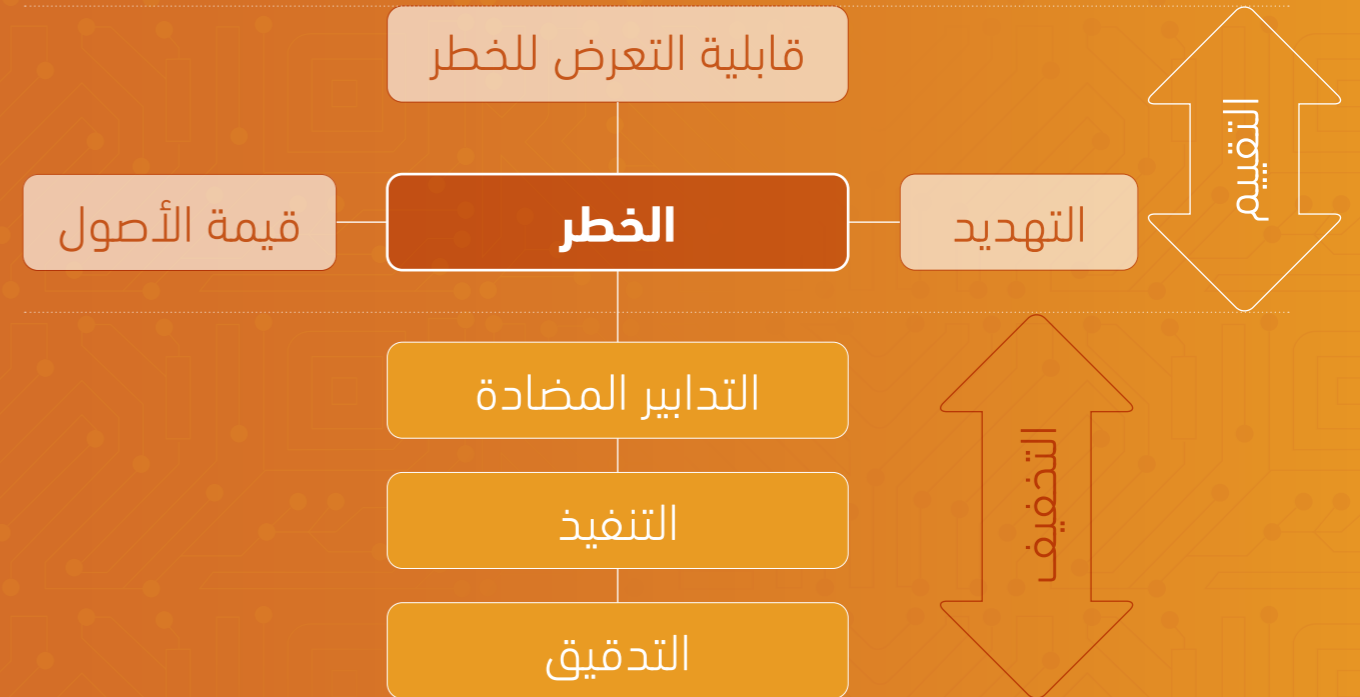 قابلية التعرض للخطر
التقييم
التهديد
الخطر
قيمة الأصول
التدابير المضادة
التخفيف
التنفيذ
التدقيق